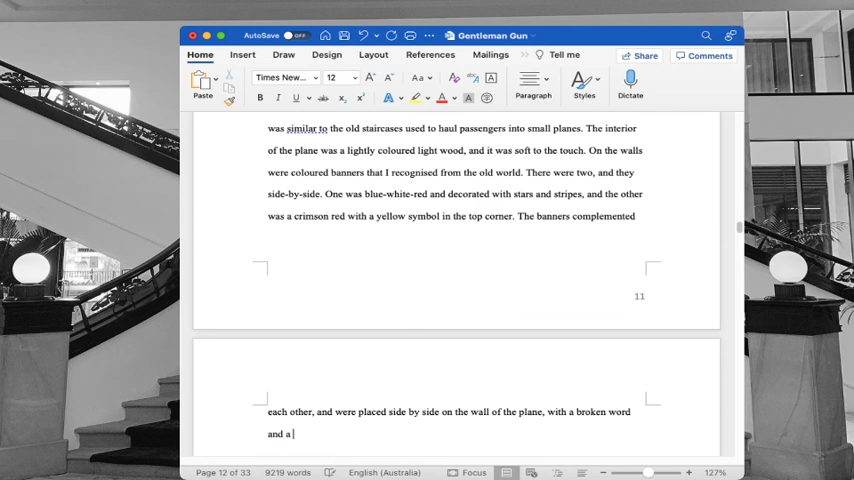 AutoSave OFF Gentleman Gun
Home Insert Draw Design Layout References Mailings Tell me Share Comments
Paste Times New... 12 Aa Paragraph Styles Dictate
was similar to the old staircases used to haul passengers into small planes. The interior
of the plane was a lightly coloured light wood, and it was soft to the touch. On the walls
were coloured banners that I recognised from the old world. There were two, and they
side-by-side. One was blue-white-red and decorated with stars and stripes, and the other
was a crimson red with a yellow symbol in the top corner. The banners complemented
11
each other, and were placed side by side on the wall of the plane, with a broken word
and a
Page 12 of 33 9219 words English (Australia) Focus 127%